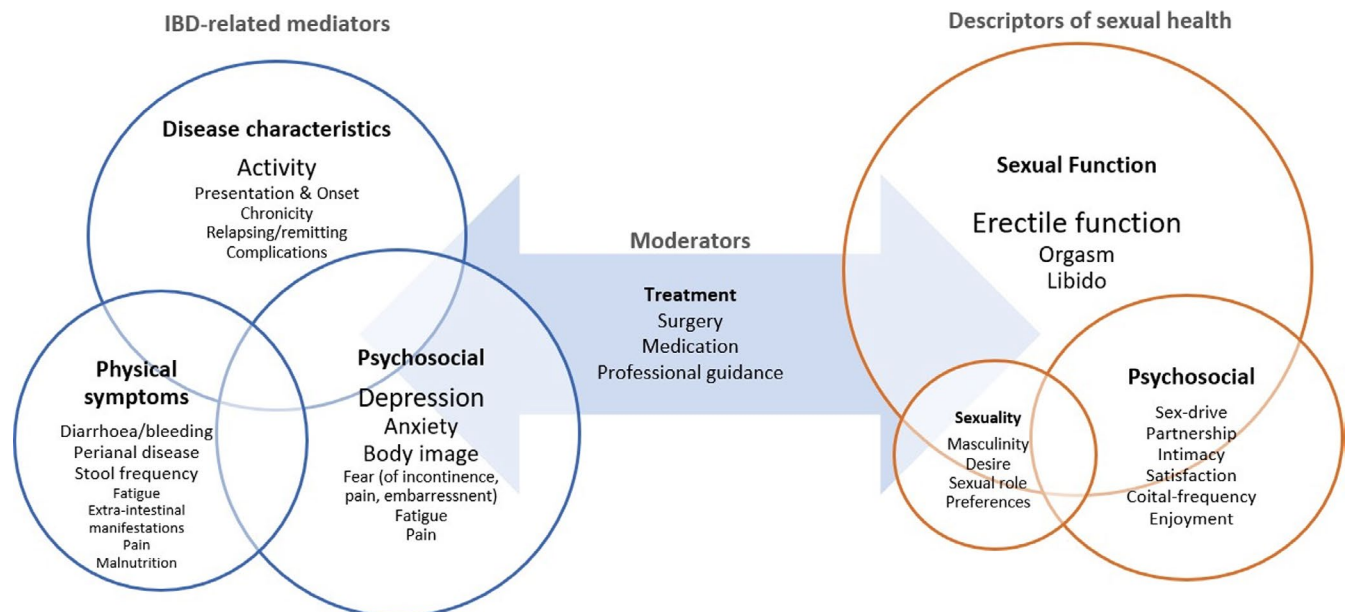 IBD-related mediators
Disease characteristics
Activity
Presentation & Onset
Chronicity
Relapsing/remitting
Complications
Physical
symptoms
Diarrhoea/bleeding
Perianal disease
Stool frequency
Fatigue
Extra-intestinal
manifestations
Pain
Malnutrition
Psychosocial
Depression
Anxiety
Body image
Fear (of incontinence,
pain, embarressnent)
Fatigue
Pain
Moderators
Treatment
Surgery
Medication
Professional guidance
Descriptors of sexual health
Sexual Function
Erectile function
Orgasm
Libido
Sexuality
Masculinity
Desire
Sexual role
Preferences
Psychosocial
Sex-drive
Partnership
Intimacy
Satisfaction
Coital-frequency
Enjoyment